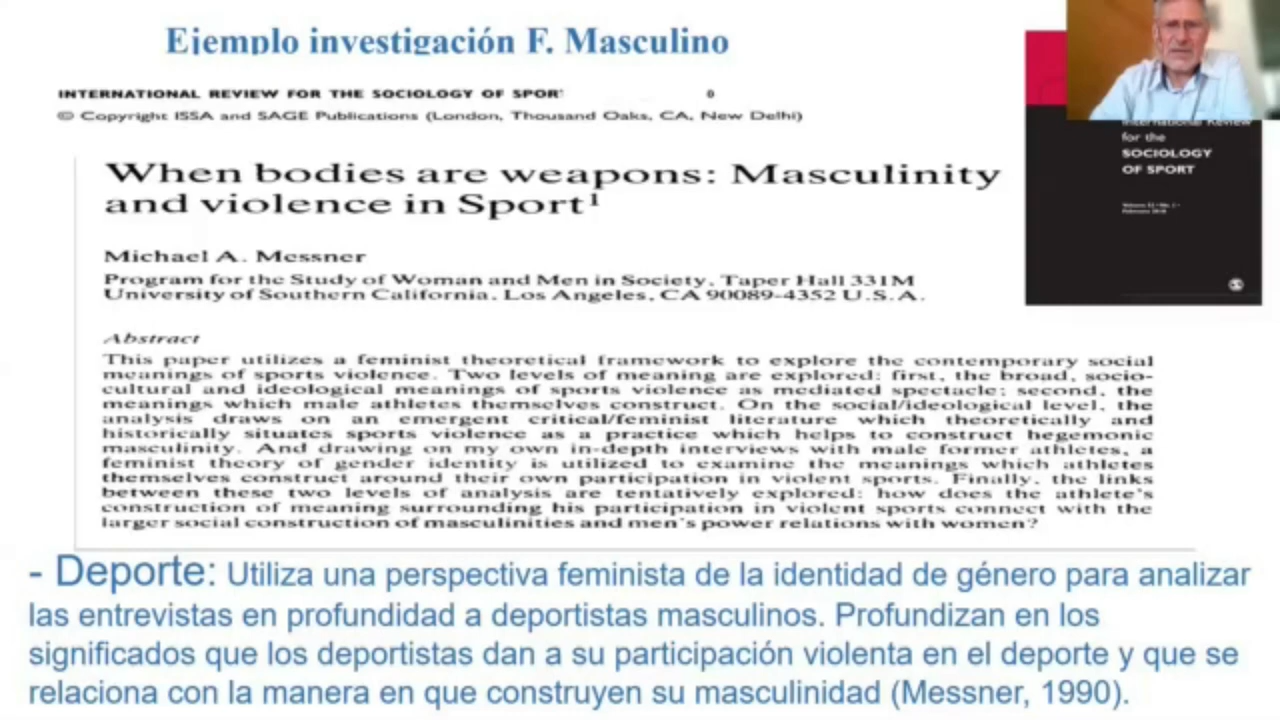 Ejemplo investigación F. Masculino
INTERNATIONAL REVIEW FOR THE SOCIOLOGY OF SPOR
© Copyright ISSA and SAGE Publications (London, Thousand Oaks, CA, New Delhi)
for the
SOCIOLOGY
OF SPORT
When bodies are weapons: Masculinity
and violence in Sport¹
Michael A. Messner
Program for the Study of Woman and Men in Society, Taper Hall 331M
University of Southern California, Los Angeles, CA 90089-4352 U.S.A.
Abstract
This paper utilizes a feminist theoretical framework to explore the contemporary social
meanings of sports violence. Two levels of meaning are explored: first, the broad, socio-
cultural and ideological meanings of sports violence as mediated spectacle; second, the
meanings which male athletes themselves construct. On the social/ideological level, the
analysis draws on an emergent critical/feminist literature which theoretically and
historically situates sports violence as a practice which helps to construct hegemonic
masculinity. And drawing on my own in-depth interviews with male former athletes, a
feminist theory of gender identity is utilized to examine the meanings which athletes
themselves construct around their own participation in violent sports. Finally, the links
between these two levels of analysis are tentatively explored: how does the athlete's
construction of meaning surrounding his participation in violent sports connect with the
larger social construction of masculinities and men's power relations with women?
- Deporte: Utiliza una perspectiva feminista de la identidad de género para analizar
las entrevistas en profundidad a deportistas masculinos. Profundizan en los
significados que los deportistas dan a su participación violenta en el deporte y que se
relaciona con la manera en que construyen su masculinidad (Messner, 1990).